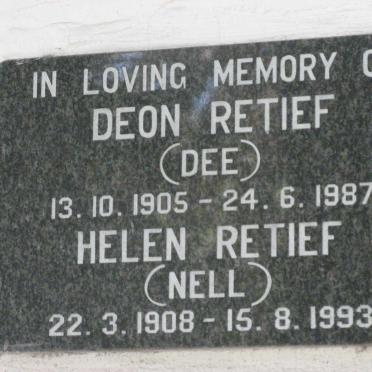 IN LOVING MEMORY
DEON RETIEF
(DEE)
13. 10. 1905 - 24. 6. 1987
HELEN RETIEF
(NELL)
22. 3. 1908 - 15. 8. 1993